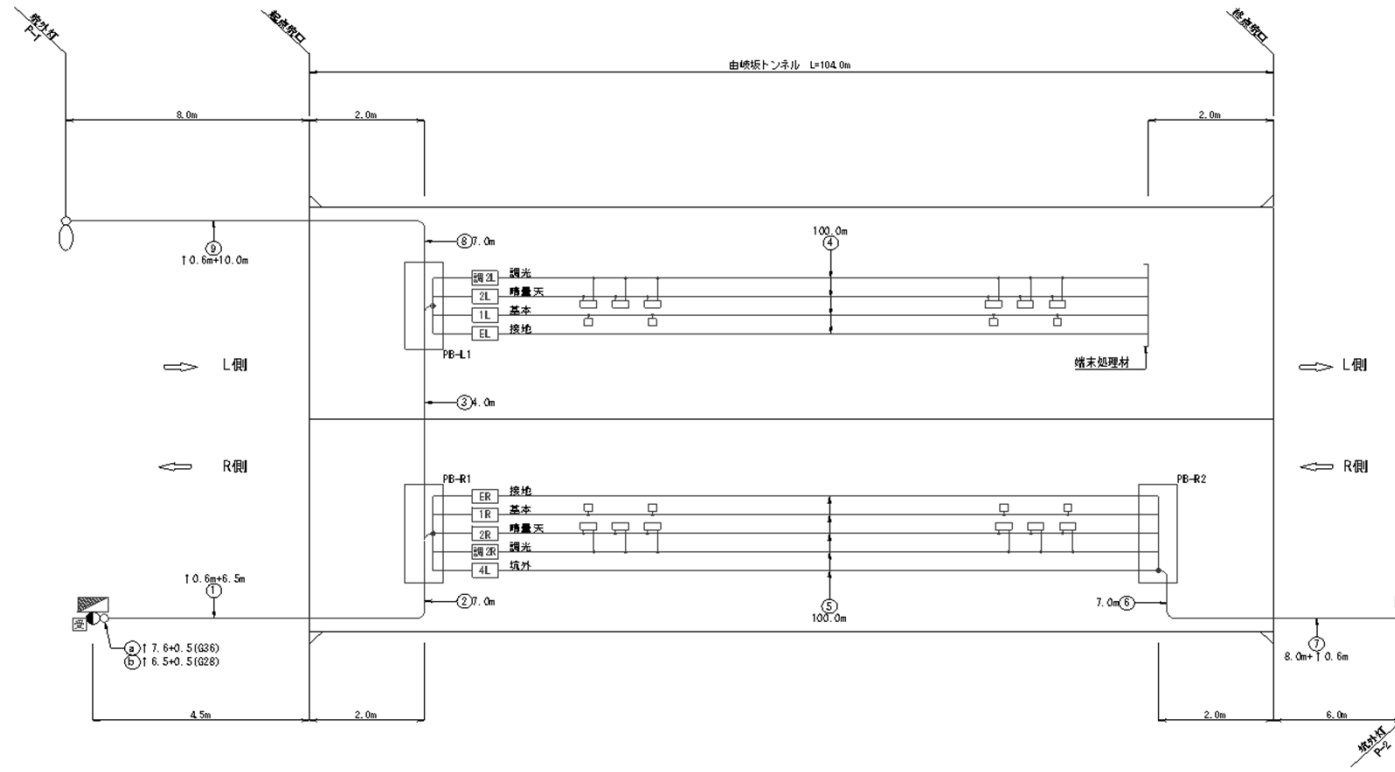 坑外灯
P-1
起点坑口
終点坑口
由岐坂トンネル L=104.0m
8.0m
2.0m
2.0m
⑨
↑0.6m+10.0m
⑧7.0m
100.0m
④
調2L 調光
2L 晴曇天
1L 基本
EL 接地
PB-L1
端末処理材
L側
L側
③4.0m
R側
R側
PB-R1
PB-R2
ER 接地
1R 基本
2R 晴曇天
調2R 調光
4L 坑外
↑0.6m+6.5m
①
②7.0m
⑤
100.0m
7.0m⑥
受
ⓐ↑7.6+0.5(G36)
ⓑ↑6.5+0.5(G28)
⑦
8.0m+↑0.6m
4.5m
2.0m
2.0m
6.0m
坑外灯
P-2